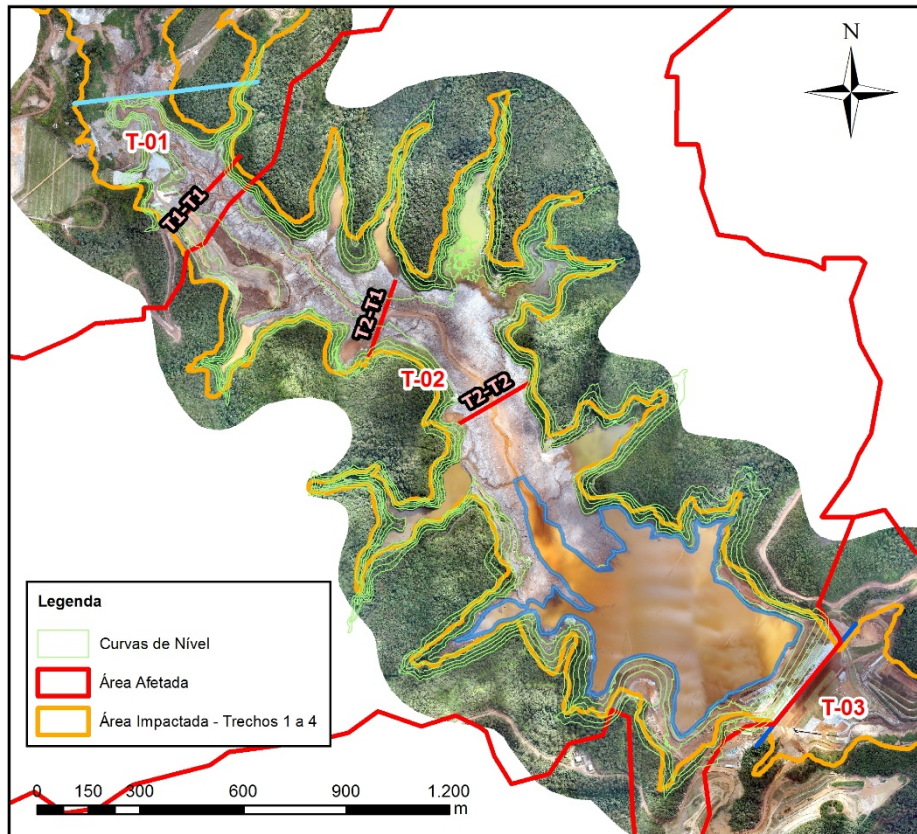 N
T-01
T1-T1
T2-T1
T-02
T2-T2
T-03
Legenda
Curvas de Nível
Área Afetada
Área Impactada - Trechos 1 a 4
0 150 300 600 900 1.200
m